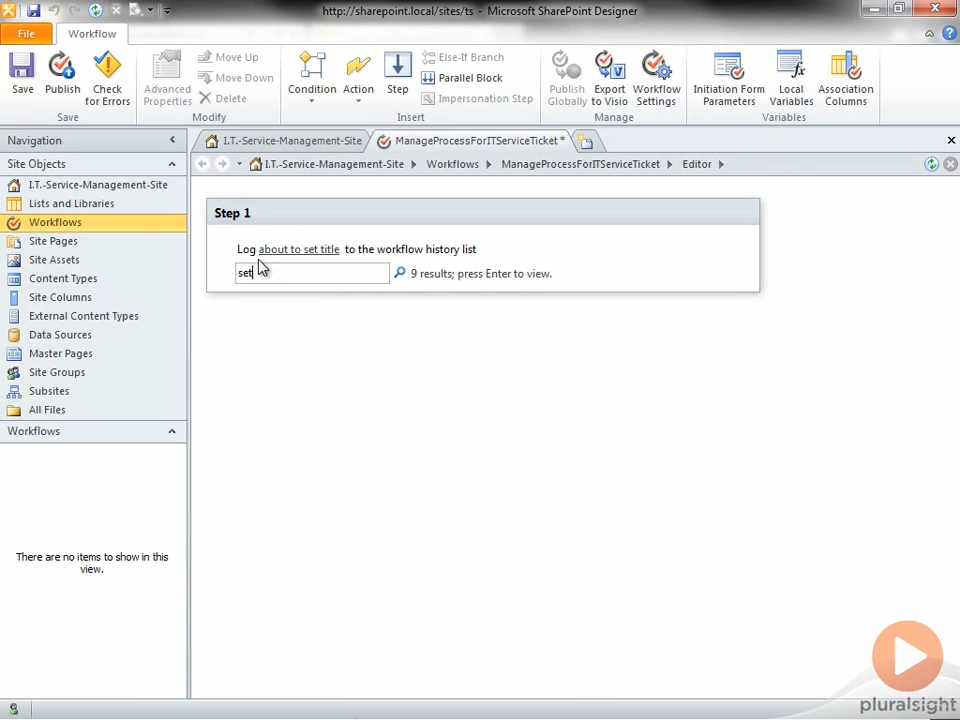 http://sharepoint.local/sites/ts - Microsoft SharePoint Designer
File
Workflow
Save
Publish
Check for Errors
Save
Advanced Properties
Move Up
Move Down
Delete
Modify
Condition
Action
Step
Else-If Branch
Parallel Block
Impersonation Step
Insert
Publish Globally
Export to Visio
Workflow Settings
Manage
Initiation Form Parameters
Local Variables
Association Columns
Variables
Navigation
Site Objects
I.T.-Service-Management-Site
Lists and Libraries
Workflows
Site Pages
Site Assets
Content Types
Site Columns
External Content Types
Data Sources
Master Pages
Site Groups
Subsites
All Files
Workflows
There are no items to show in this
view.
I.T.-Service-Management-Site
ManageProcessForITServiceTicket *
I.T.-Service-Management-Site
Workflows
ManageProcessForITServiceTicket
Editor
Step 1
Log about to set title to the workflow history list
set
9 results; press Enter to view.
pluralsight